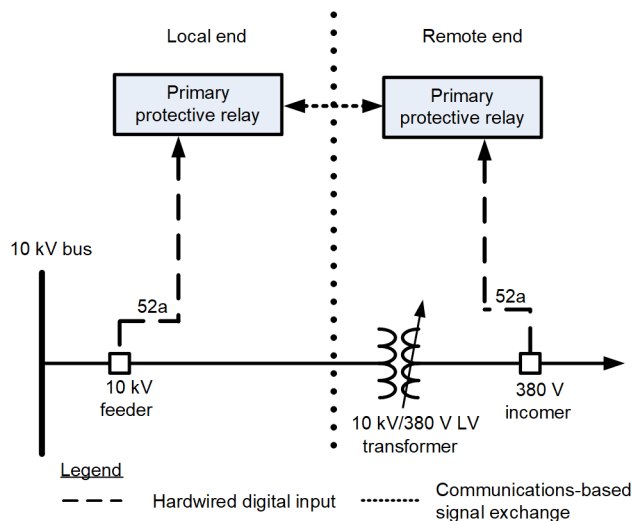 Local end
Remote end
Primary
protective relay
Primary
protective relay
10 kV bus
52a
52a
10 kV
feeder
10 kV/380 V LV
transformer
380 V
incomer
Legend
Hardwired digital input
Communications-based
signal exchange